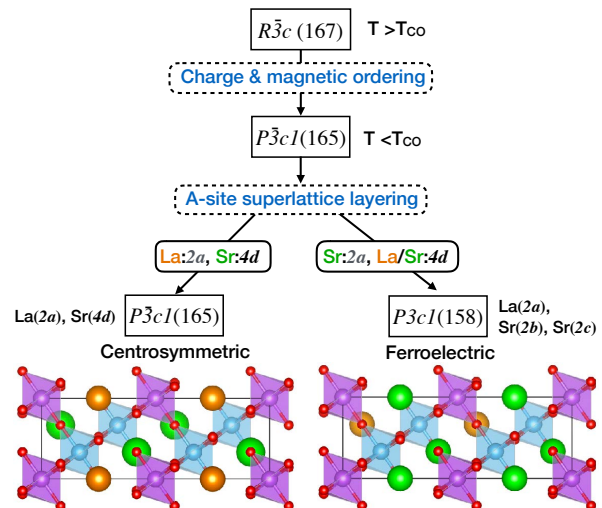 R3̄c (167) T >TCO
Charge & magnetic ordering
P3̄c1(165) T <TCO
A-site superlattice layering
La:2a, Sr:4d Sr:2a, La/Sr:4d
La(2a), Sr(4d) P3̄c1(165) P3c1(158) La(2a),
Sr(2b), Sr(2c)
Centrosymmetric Ferroelectric